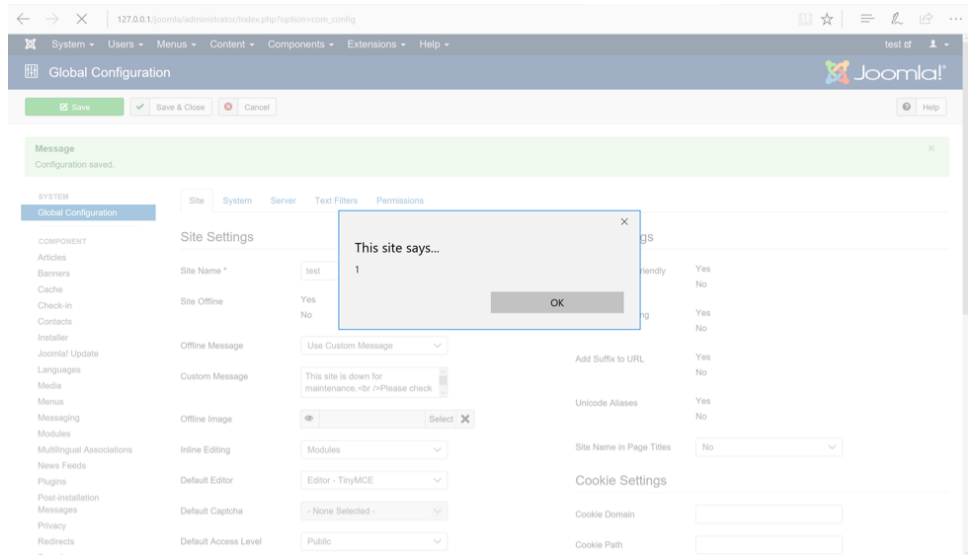 127.0.0.1/joomla/administrator/index.php?option=com_config
System Users Menus Content Components Extensions Help test
Global Configuration Joomla!
Save Save & Close Cancel Help
Message
Configuration saved.
SYSTEM
Global Configuration
COMPONENT
Articles
Banners
Cache
Check-in
Contacts
Installer
Joomla! Update
Languages
Media
Menus
Messaging
Modules
Multilingual Associations
News Feeds
Plugins
Post-installation
Messages
Privacy
Redirects
Site System Server Text Filters Permissions
Site Settings
Site Name * test
Site Offline Yes
No
Offline Message Use Custom Message
Custom Message This site is down for
maintenance.<br />Please check
Offline Image Select
Inline Editing Modules
Default Editor Editor - TinyMCE
Default Captcha - None Selected -
Default Access Level Public
This site says...
1
OK
gs
iendly Yes
No
ng Yes
No
Add Suffix to URL Yes
No
Unicode Aliases Yes
No
Site Name in Page Titles No
Cookie Settings
Cookie Domain
Cookie Path